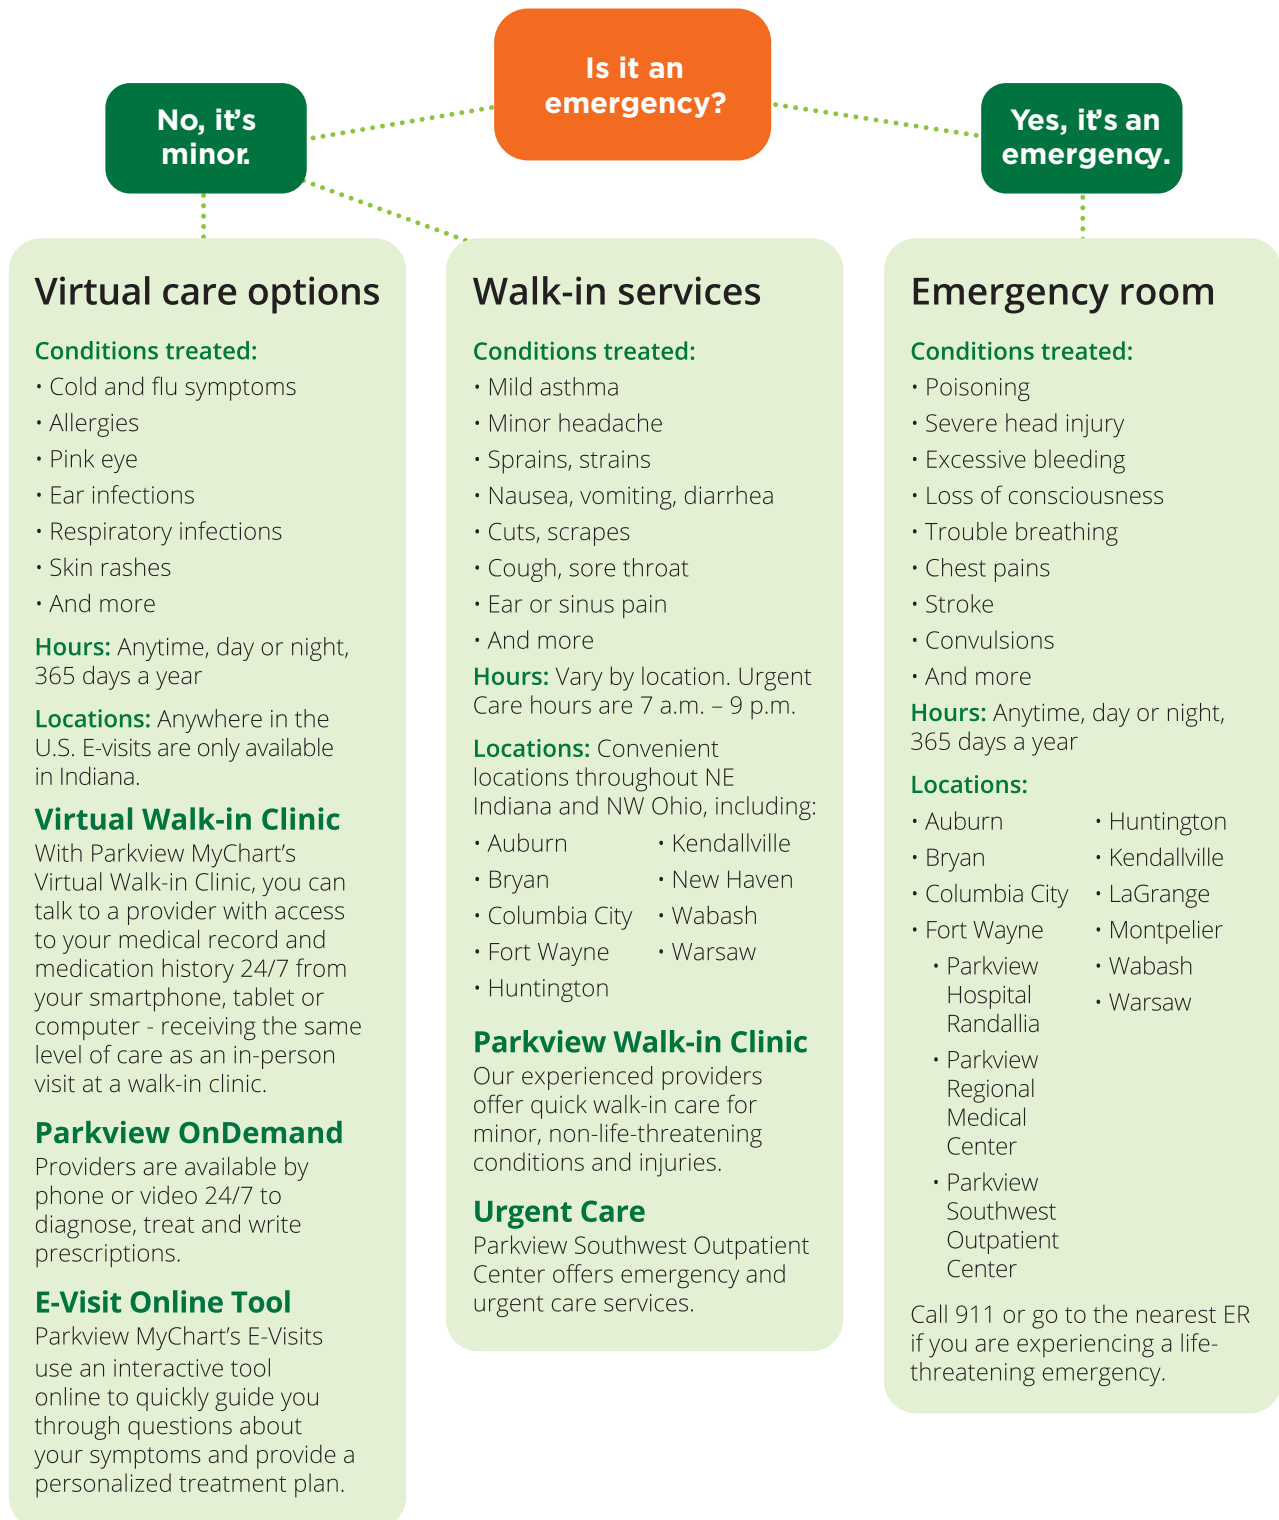 Is it an
emergency?
No, it's
minor.
Yes, it's an
emergency.
Virtual care options
Conditions treated:
• Cold and flu symptoms
• Allergies
• Pink eye
• Ear infections
• Respiratory infections
• Skin rashes
• And more
Hours: Anytime, day or night,
365 days a year
Locations: Anywhere in the
U.S. E-visits are only available
in Indiana.
Virtual Walk-in Clinic
With Parkview MyChart's
Virtual Walk-in Clinic, you can
talk to a provider with access
to your medical record and
medication history 24/7 from
your smartphone, tablet or
computer - receiving the same
level of care as an in-person
visit at a walk-in clinic.
Parkview OnDemand
Providers are available by
phone or video 24/7 to
diagnose, treat and write
prescriptions.
E-Visit Online Tool
Parkview MyChart's E-Visits
use an interactive tool
online to quickly guide you
through questions about
your symptoms and provide a
personalized treatment plan.
Walk-in services
Conditions treated:
• Mild asthma
• Minor headache
• Sprains, strains
• Nausea, vomiting, diarrhea
• Cuts, scrapes
• Cough, sore throat
• Ear or sinus pain
• And more
Hours: Vary by location. Urgent
Care hours are 7 a.m. – 9 p.m.
Locations: Convenient
locations throughout NE
Indiana and NW Ohio, including:
• Auburn
• Bryan
• Columbia City
• Fort Wayne
• Huntington
• Kendallville
• New Haven
• Wabash
• Warsaw
Parkview Walk-in Clinic
Our experienced providers
offer quick walk-in care for
minor, non-life-threatening
conditions and injuries.
Urgent Care
Parkview Southwest Outpatient
Center offers emergency and
urgent care services.
Emergency room
Conditions treated:
• Poisoning
• Severe head injury
• Excessive bleeding
• Loss of consciousness
• Trouble breathing
• Chest pains
• Stroke
• Convulsions
• And more
Hours: Anytime, day or night,
365 days a year
Locations:
• Auburn
• Bryan
• Columbia City
• Fort Wayne
• Parkview
Hospital
Randallia
• Parkview
Regional
Medical
Center
• Parkview
Southwest
Outpatient
Center
• Huntington
• Kendallville
• LaGrange
• Montpelier
• Wabash
• Warsaw
Call 911 or go to the nearest ER
if you are experiencing a life-
threatening emergency.